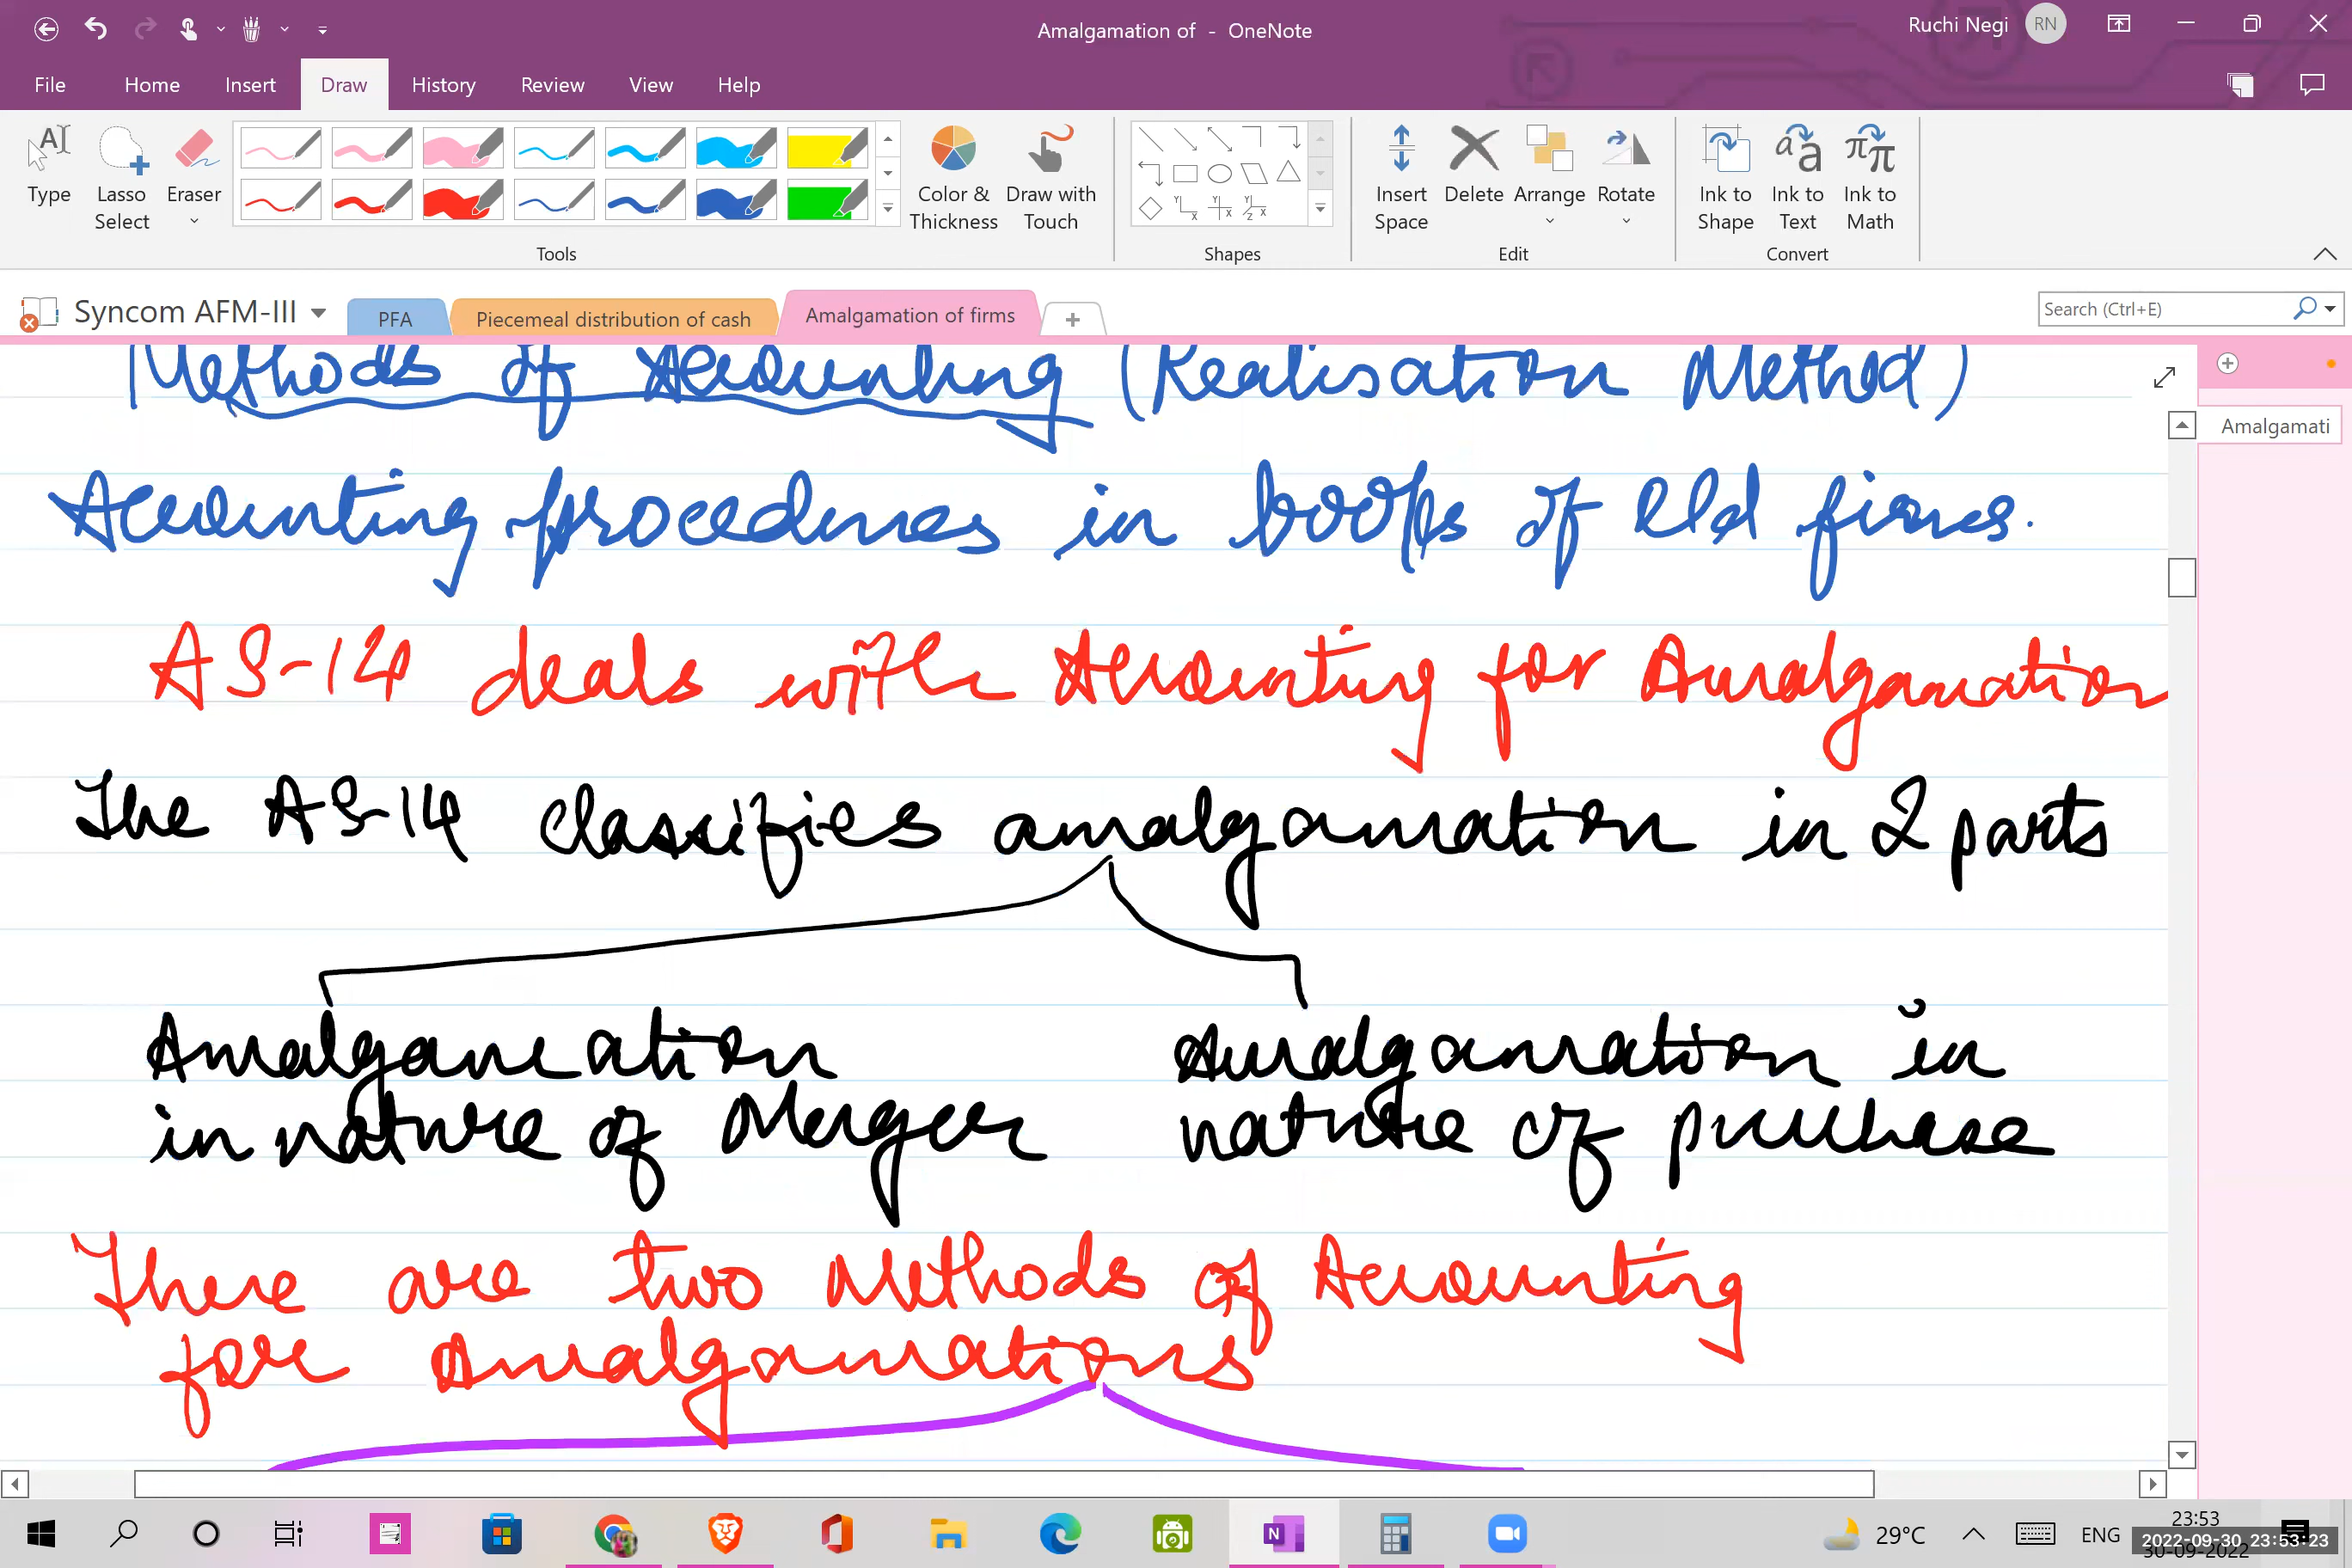 Amalgamation of - OneNote
Ruchi Negi RN
File Home Insert Draw History Review View Help
Type
Lasso Select
Eraser
Color & Thickness
Draw with Touch
Insert Space
Delete
Arrange
Rotate
Ink to Shape
Ink to Text
Ink to Math
Tools Shapes Edit Convert
Syncom AFM-III PFA Piecemeal distribution of cash Amalgamation of firms +
Search (Ctrl+E)
Amalgamati
Methods of Accounting (Realisation Method)
Accounting procedures in books of Old firms.
AS-14 deals with Accounting for Amalgamation
The AS-14 classifies amalgamation in 2 parts
Amalgamation in nature of Merger
Amalgamation in nature of purchase
There are two Methods of Accounting
for Amalgamations
29°C ENG 23:53
30-09-2022
2022-09-30 23:53:23